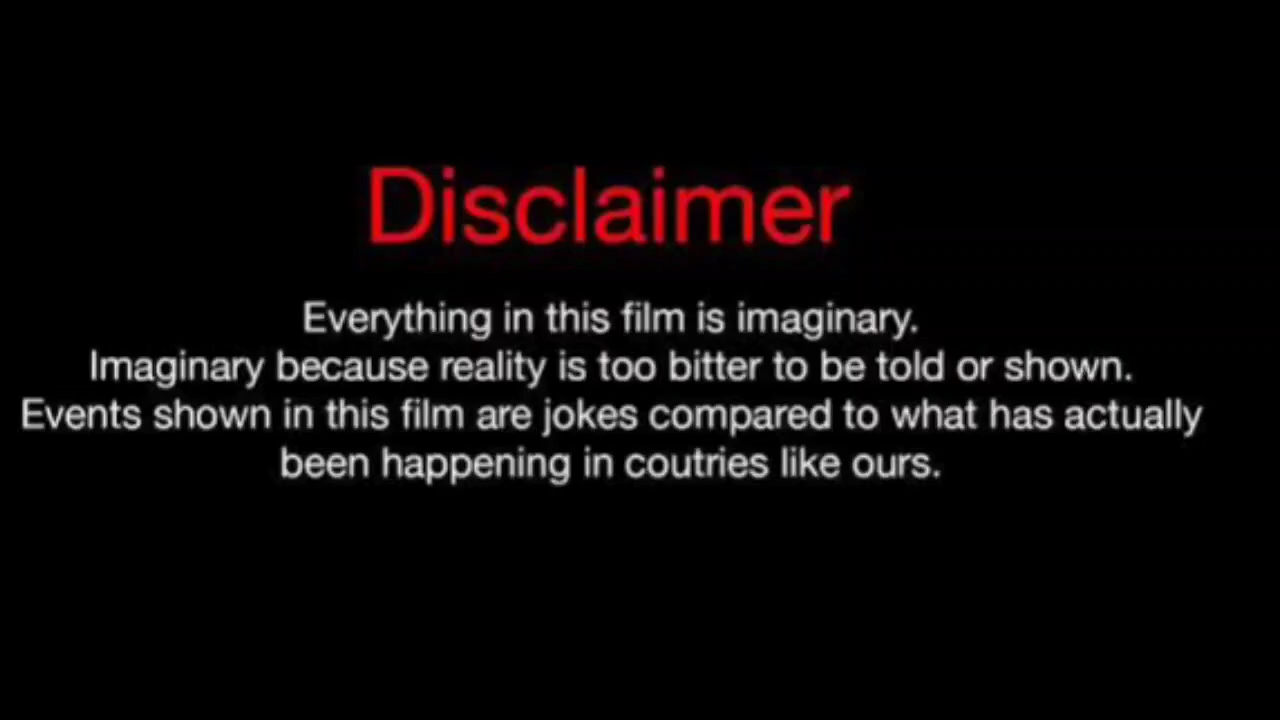 Disclaimer
Everything in this film is imaginary.
Imaginary because reality is too bitter to be told or shown.
Events shown in this film are jokes compared to what has actually
been happening in coutries like ours.